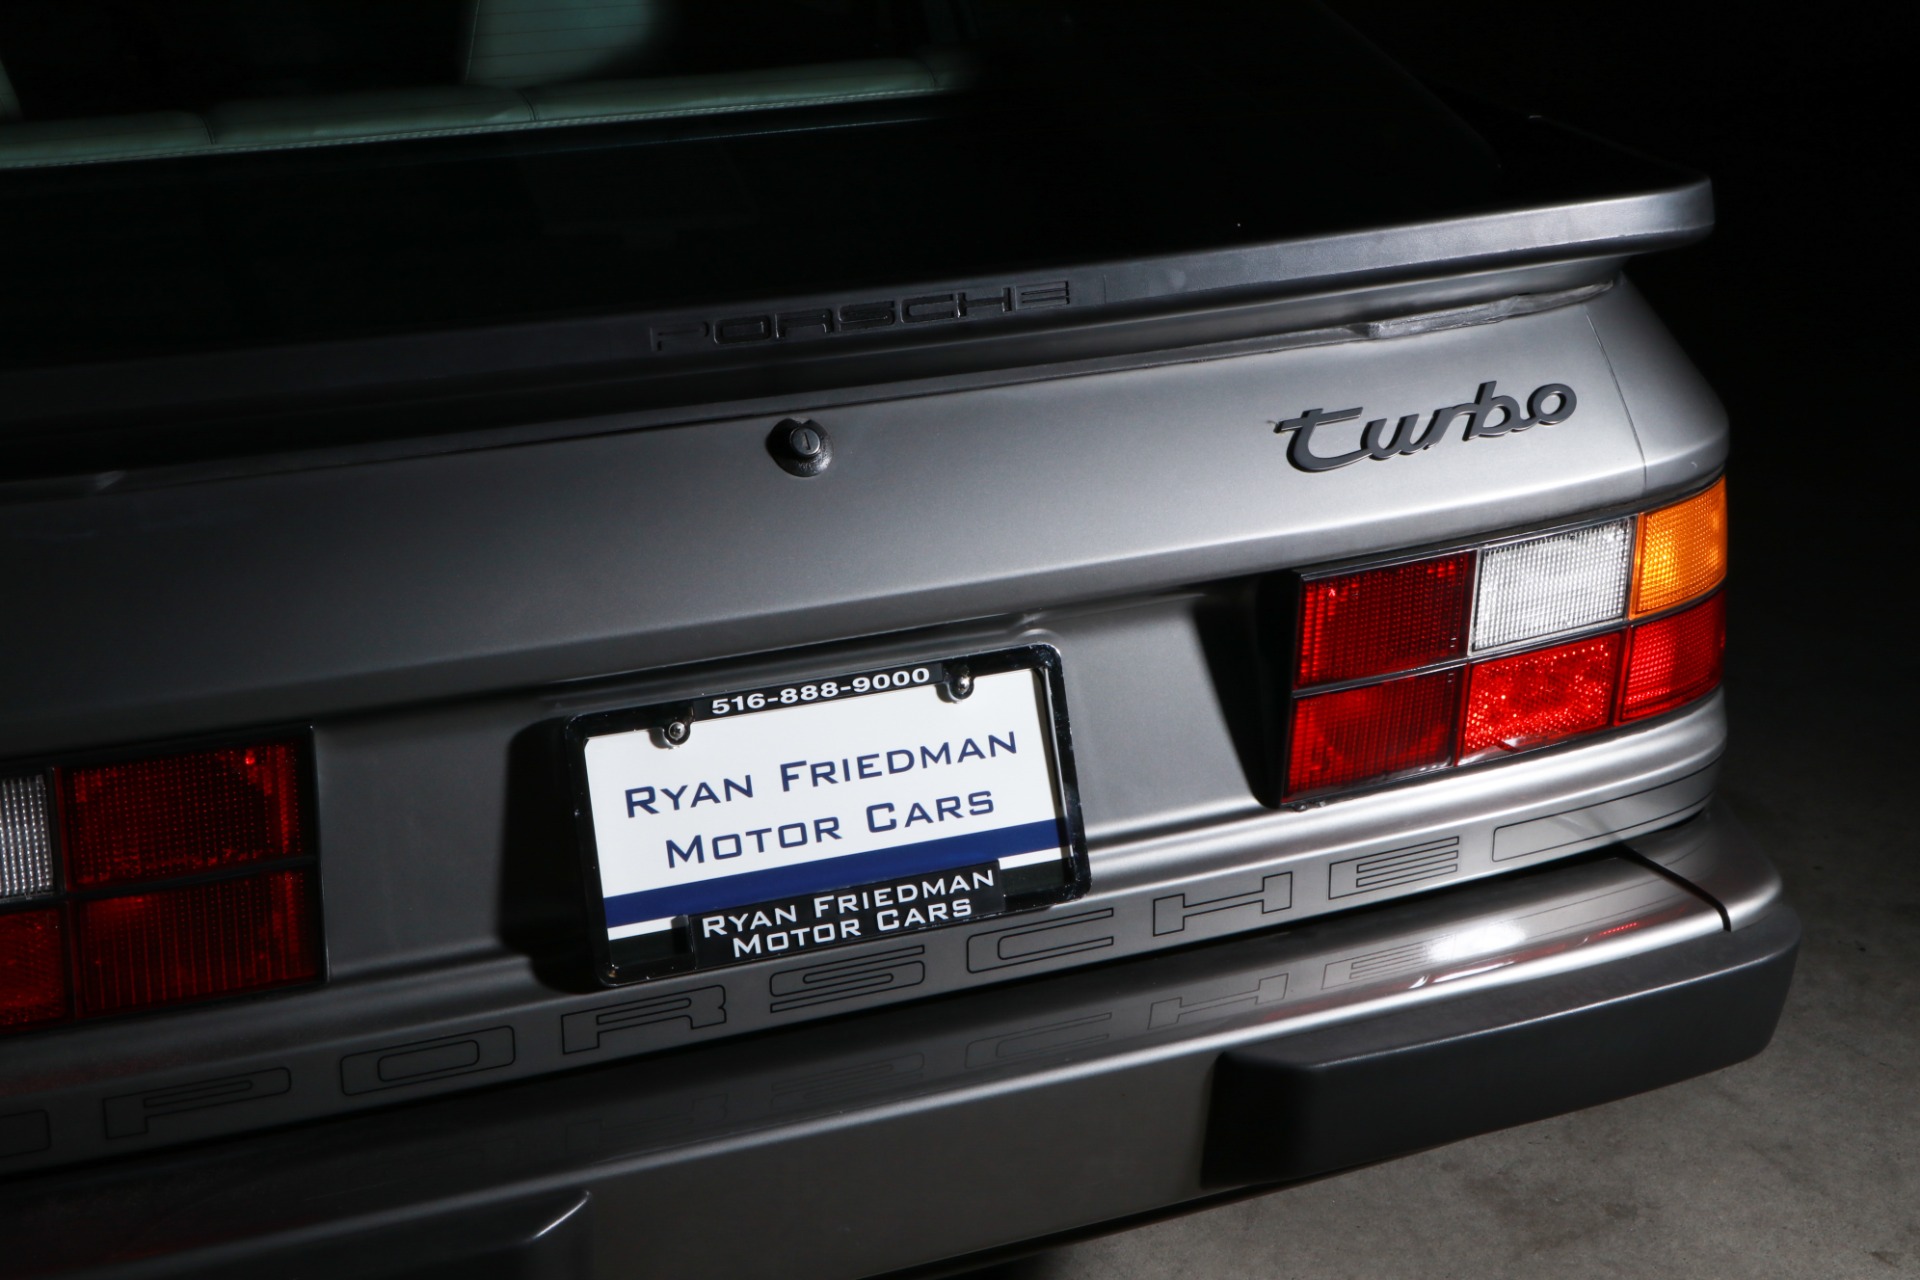 PORSCHE
turbo
516-888-9000
RYAN FRIEDMAN
MOTOR CARS
RYAN FRIEDMAN
MOTOR CARS
PORSCHE